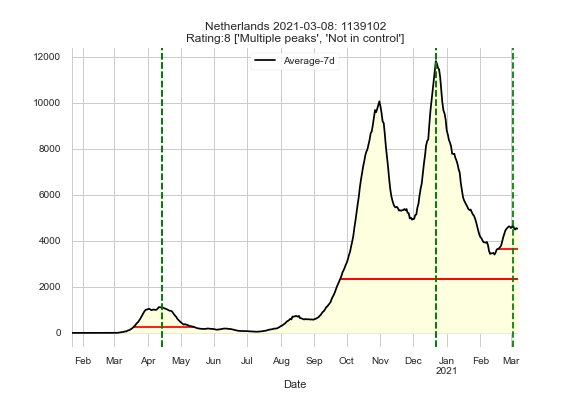 Netherlands 2021-03-08: 1139102
Rating:8 ['Multiple peaks', 'Not in control']
Average-7d
12000
10000
8000
6000
4000
2000
0
Feb Mar Apr May Jun Jul Aug Sep Oct Nov Dec Jan Feb Mar
2021
Date